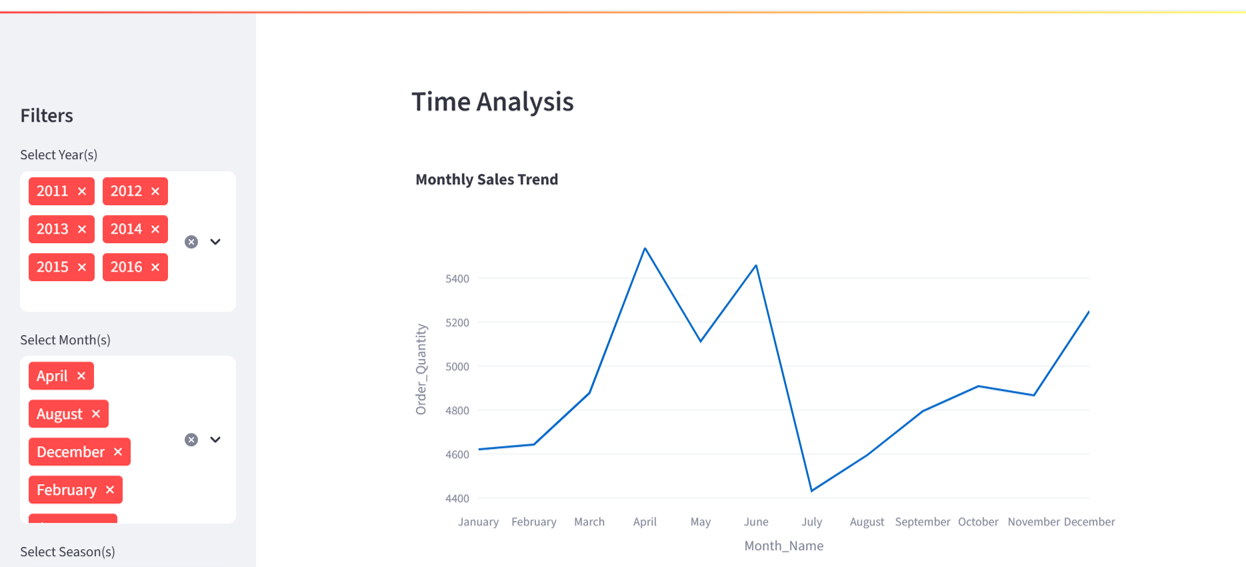 Filters
Select Year(s)
2011 × 2012 ×
2013 × 2014 ×
2015 × 2016 ×
Select Month(s)
April ×
August ×
December ×
February ×
Select Season(s)
Time Analysis
Monthly Sales Trend
Order_Quantity
5400
5200
5000
4800
4600
4400
January February March April May June July August September October November December
Month_Name